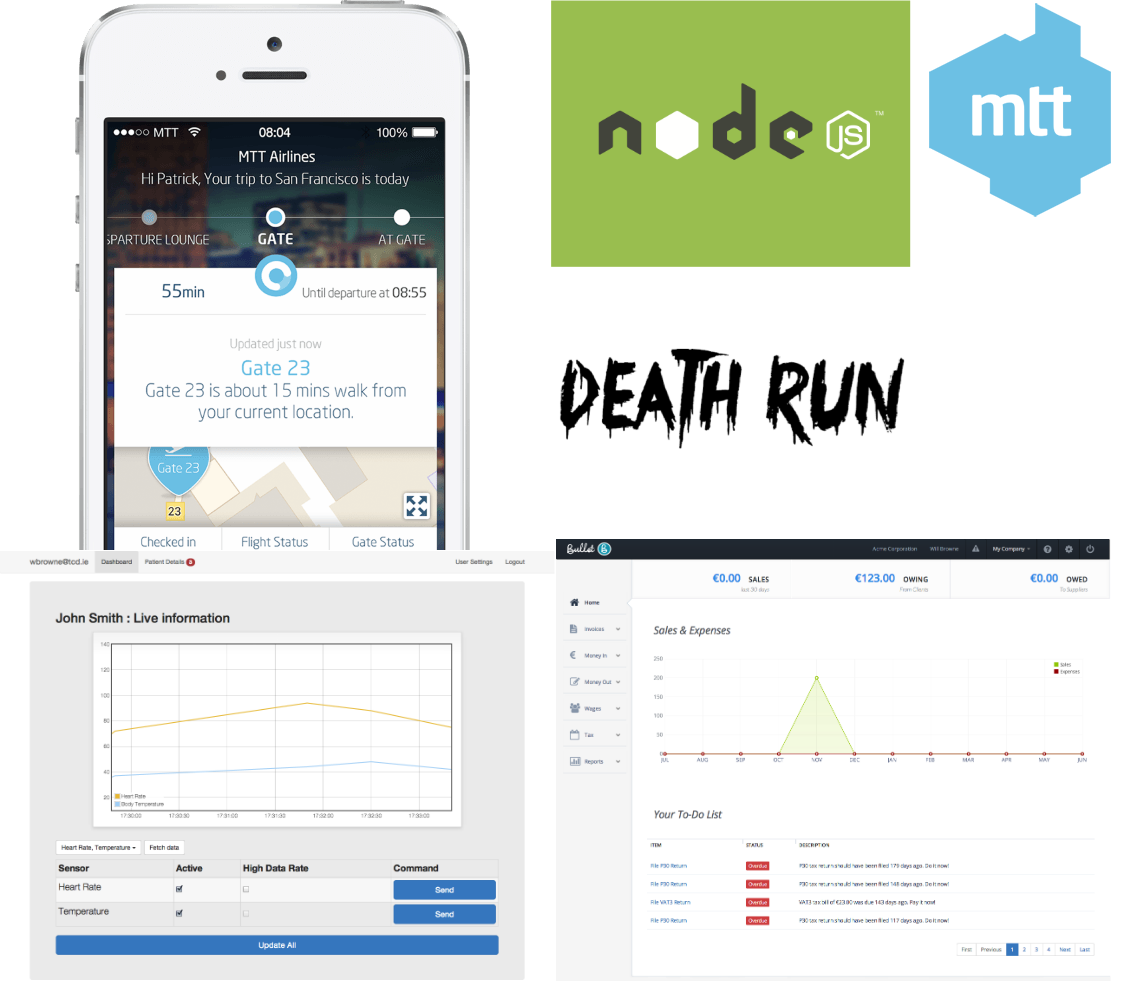 MTT 08:04 100%
MTT Airlines
Hi Patrick, Your trip to San Francisco is today
PARTURE LOUNGE GATE AT GATE
55min Until departure at 08:55
Updated just now
Gate 23
Gate 23 is about 15 mins walk from
your current location.
Gate 23
23
Checked in Flight Status Gate Status
node JS ™
mtt
DEATH RUN
wbrowne@tcd.ie Dashboard Patient Details User Settings Logout
John Smith : Live information
140
120
100
80
60
40
20
Heart Rate
Body Temperature
17:30:00 17:30:30 17:31:00 17:31:30 17:32:00 17:32:30 17:33:00
Heart Rate, Temperature Fetch data
Sensor Active High Data Rate Command
Heart Rate Send
Temperature Send
Update All
Bullet Acme Corporation Will Browne My Company
€0.00 SALES €123.00 OWING €0.00 OWED
last 30 days From Clients To Suppliers
Home
Invoices
Money In
Money Out
Wages
Tax
Reports
Sales & Expenses
250
200
150
100
50
0
Sales
Expenses
JUL AUG SEP OCT NOV DEC JAN FEB MAR APR MAY JUN
Your To-Do List
ITEM STATUS DESCRIPTION
File P30 Return Overdue P30 tax return should have been filed 179 days ago. Do it now!
File P30 Return Overdue P30 tax return should have been filed 148 days ago. Do it now!
File VAT3 Return Overdue VAT3 tax bill of €23.00 was due 143 days ago. Pay it now!
File P30 Return Overdue P30 tax return should have been filed 117 days ago. Do it now!
First Previous 1 2 3 4 Next Last